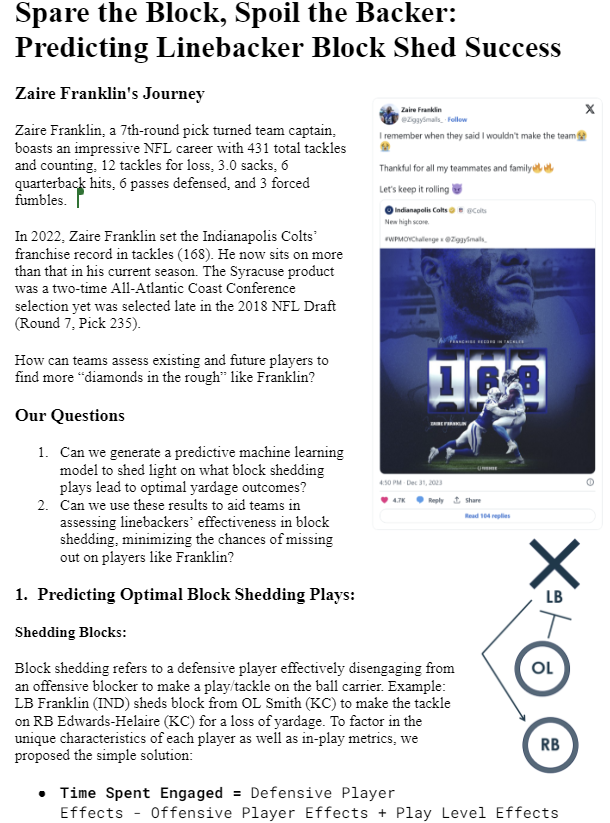 Spare the Block, Spoil the Backer:
Predicting Linebacker Block Shed Success
Zaire Franklin's Journey
Zaire Franklin, a 7th-round pick turned team captain,
boasts an impressive NFL career with 431 total tackles
and counting, 12 tackles for loss, 3.0 sacks, 6
quarterback hits, 6 passes defensed, and 3 forced
fumbles.
In 2022, Zaire Franklin set the Indianapolis Colts’
franchise record in tackles (168). He now sits on more
than that in his current season. The Syracuse product
was a two-time All-Atlantic Coast Conference
selection yet was selected late in the 2018 NFL Draft
(Round 7, Pick 235).
How can teams assess existing and future players to
find more “diamonds in the rough” like Franklin?
Zaire Franklin
@ZiggySmalls_ · Follow
I remember when they said I wouldn't make the team😭
😭
Thankful for all my teammates and family🔥🔥
Let's keep it rolling 😈
Indianapolis Colts @Colts
New high score.
#WPMOYChallenge x @ZiggySmalls_
FRANCHISE RECORD IN TACKLES
168
ZAIRE FRANKLIN
4:50 PM · Dec 31, 2023
4.7K Reply Share
Read 104 replies
Our Questions
1. Can we generate a predictive machine learning
model to shed light on what block shedding
plays lead to optimal yardage outcomes?
2. Can we use these results to aid teams in
assessing linebackers’ effectiveness in block
shedding, minimizing the chances of missing
out on players like Franklin?
1. Predicting Optimal Block Shedding Plays:
Shedding Blocks:
Block shedding refers to a defensive player effectively disengaging from
an offensive blocker to make a play/tackle on the ball carrier. Example:
LB Franklin (IND) sheds block from OL Smith (KC) to make the tackle
on RB Edwards-Helaire (KC) for a loss of yardage. To factor in the
unique characteristics of each player as well as in-play metrics, we
proposed the simple solution:
• Time Spent Engaged = Defensive Player
Effects - Offensive Player Effects + Play Level Effects
LB
OL
RB